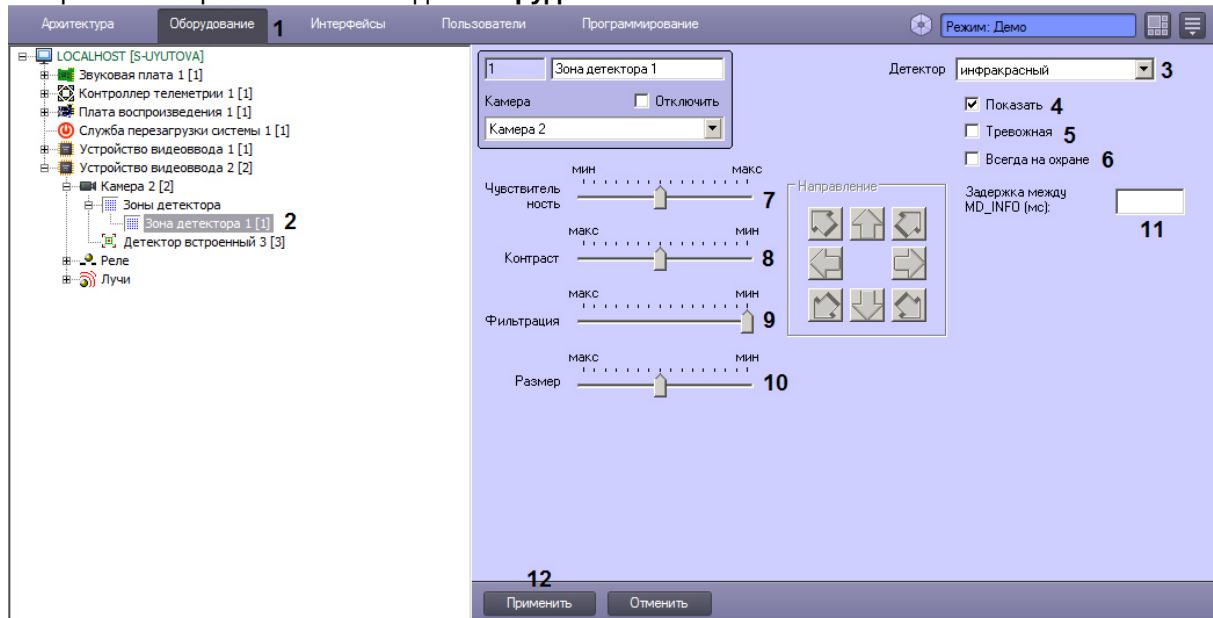 Архитектура Оборудование 1 Интерфейсы Пользователи Программирование Режим: Демо
LOCALHOST [S-UYUTOVA]
Звуковая плата 1 [1]
Контроллер телеметрии 1 [1]
Плата воспроизведения 1 [1]
Служба перезагрузки системы 1 [1]
Устройство видеоввода 1 [1]
Устройство видеоввода 2 [2]
Камера 2 [2]
Зоны детектора
Зона детектора 1 [1] 2
Детектор встроенный 3 [3]
Реле
Лучи
1 Зона детектора 1
Камера Отключить
Камера 2
Детектор инфракрасный 3
Показать 4
Тревожная 5
Всегда на охране 6
Задержка между
MD_INFO (мс):
11
мин макс
Чувствитель
ность 7
макс мин
Контраст 8
макс мин
Фильтрация 9
макс мин
Размер 10
Направление
12
Применить Отменить